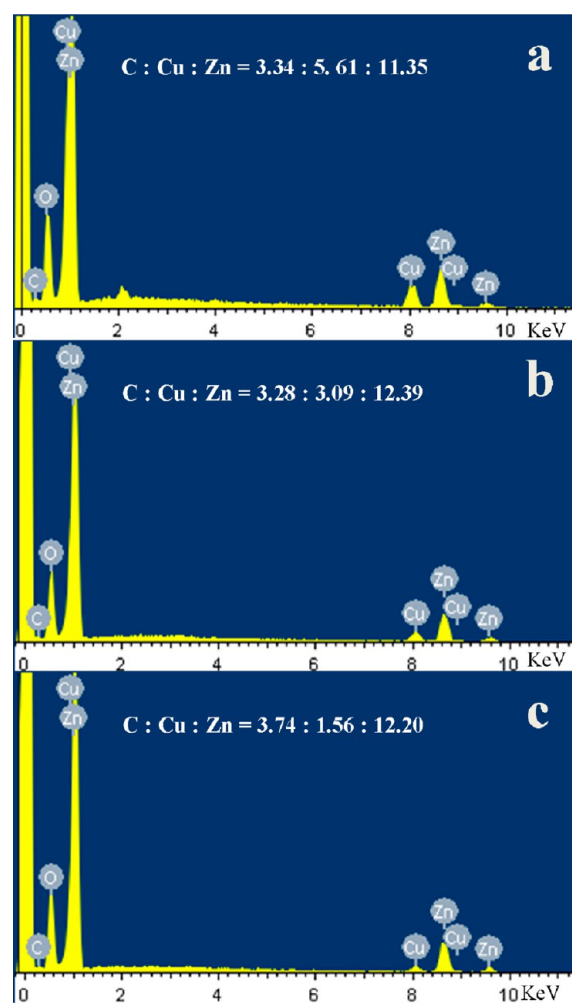 Cu
a
Zn
C : Cu : Zn = 3.34 : 5. 61 : 11.35
O
Zn
C
Cu
Cu
Zn
0 2 4 6 8 10 KeV
Cu
b
Zn
C : Cu : Zn = 3.28 : 3.09 : 12.39
O
Zn
C
Cu
Cu
Zn
0 2 4 6 8 10 KeV
Cu
c
Zn
C : Cu : Zn = 3.74 : 1.56 : 12.20
O
Zn
C
Cu
Cu
Zn
0 2 4 6 8 10 KeV